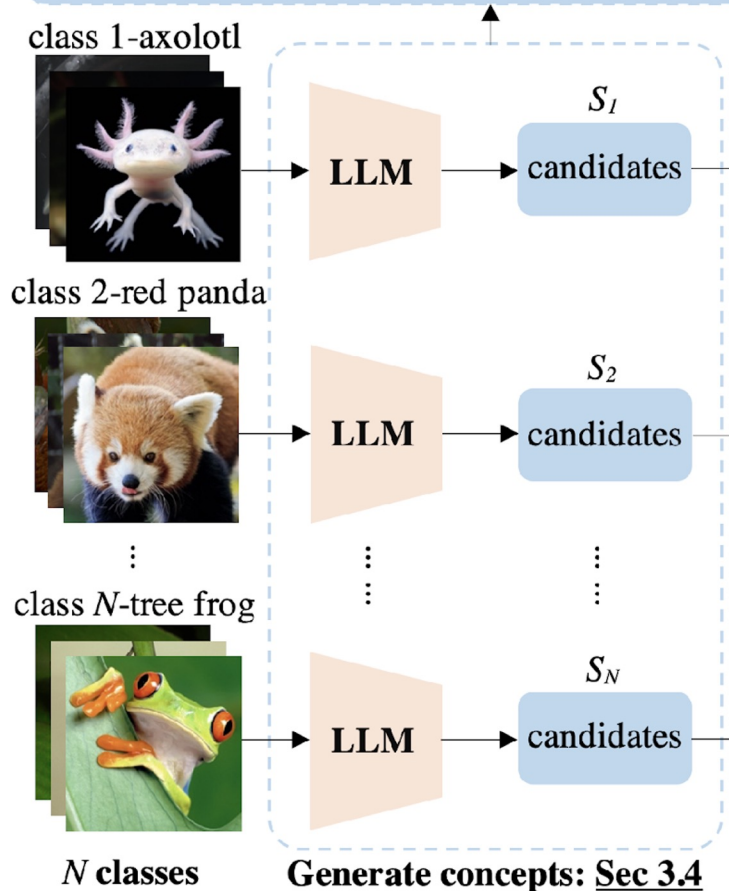 class 1-axolotl
LLM
S1
candidates
class 2-red panda
LLM
S2
candidates
class N-tree frog
LLM
SN
candidates
N classes
Generate concepts: Sec 3.4